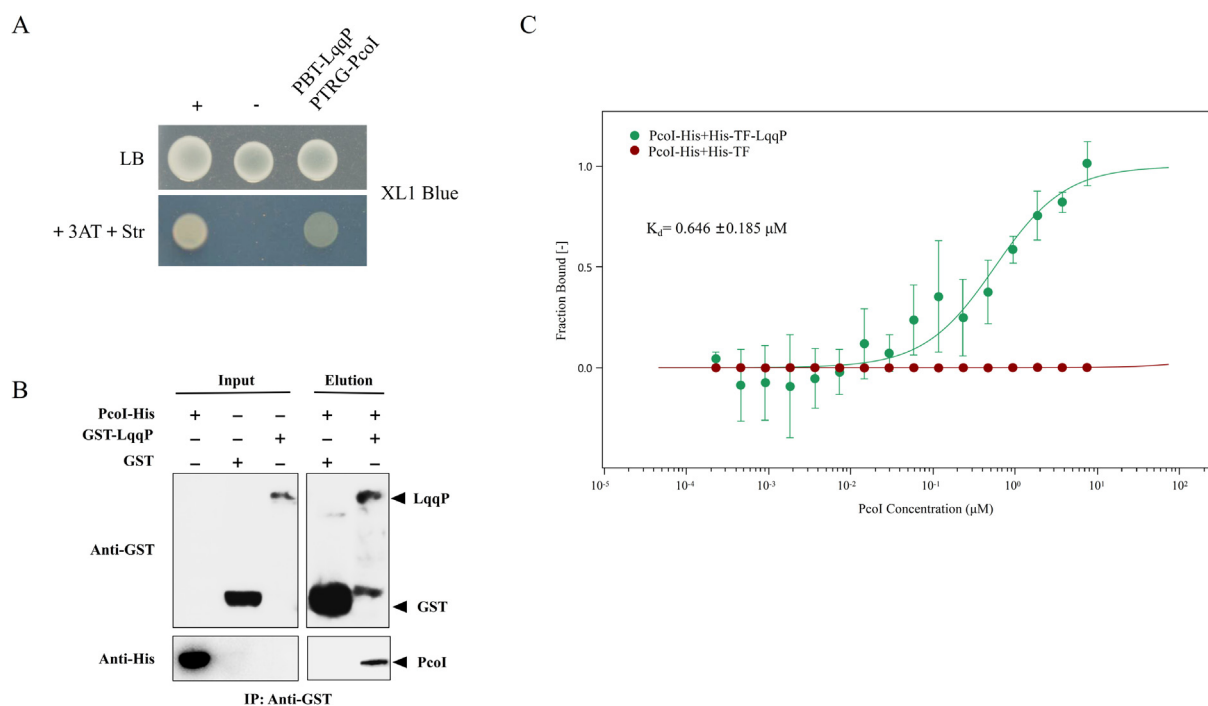 A
+
-
PBT-LqqP
PTRG-PcoI
LB
XL1 Blue
+ 3AT + Str
B
Input
Elution
PcoI-His + – – + +
GST-LqqP – – + – +
GST – + – + –
Anti-GST
LqqP
GST
Anti-His
PcoI
IP: Anti-GST
C
PcoI-His+His-TF-LqqP
PcoI-His+His-TF
Kd= 0.646 ±0.185 μM
Fraction Bound [-]
1.0
0.5
0.0
10-5 10-4 10-3 10-2 10-1 100 101 102
PcoI Concentration (μM)